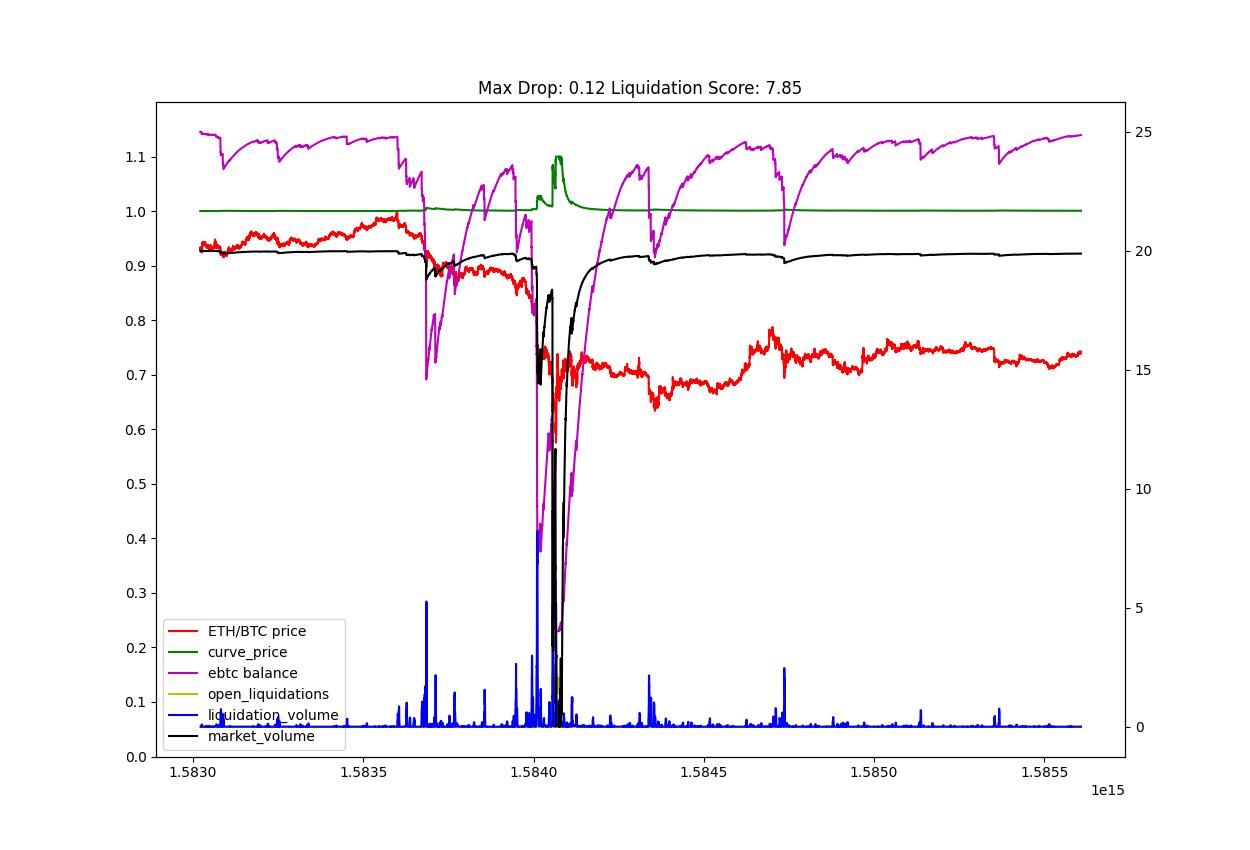 Max Drop: 0.12 Liquidation Score: 7.85
1.1
1.0
0.9
0.8
0.7
0.6
0.5
0.4
0.3
0.2
0.1
0.0
25
20
15
10
5
0
ETH/BTC price
curve_price
ebtc balance
open_liquidations
liquidation_volume
market_volume
1.5830 1.5835 1.5840 1.5845 1.5850 1.5855
1e15